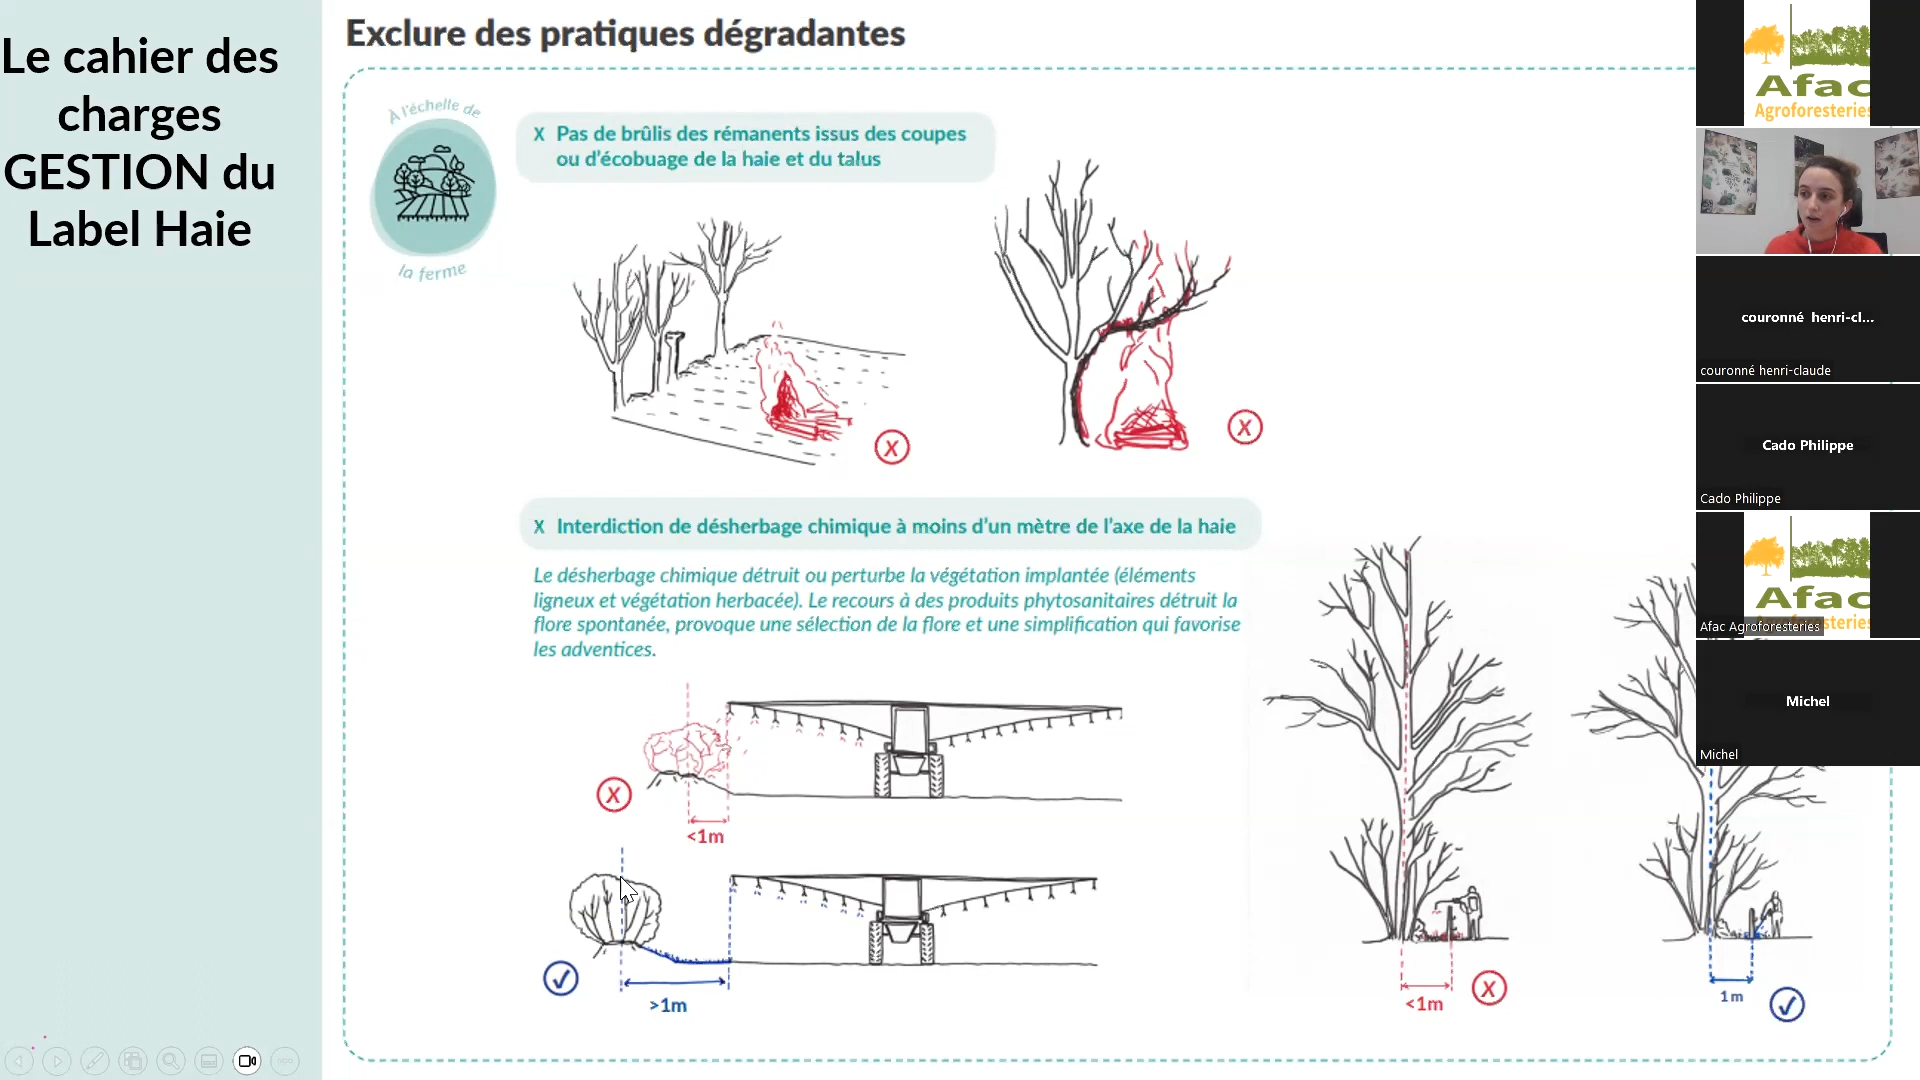 Le cahier des
charges
GESTION du
Label Haie
Exclure des pratiques dégradantes
À l'échelle de
la ferme
X Pas de brûlis des rémanents issus des coupes
ou d'écobuage de la haie et du talus
X
X
X Interdiction de désherbage chimique à moins d'un mètre de l'axe de la haie
Le désherbage chimique détruit ou perturbe la végétation implantée (éléments
ligneux et végétation herbacée). Le recours à des produits phytosanitaires détruit la
flore spontanée, provoque une sélection de la flore et une simplification qui favorise
les adventices.
X
<1m
>1m
<1m
X
1m
Afac
Agroforesteries
couronné henri-cl...
couronné henri-claude
Cado Philippe
Cado Philippe
Afac
Afac Agroforesteries
Michel
Michel